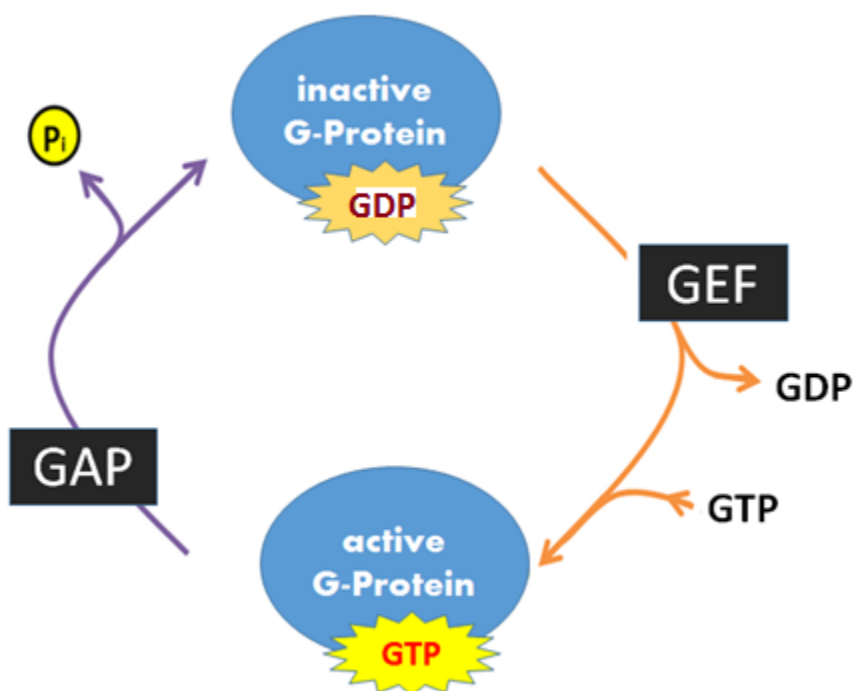 inactive
G-Protein
GDP
Pi
GEF
GDP
GAP
GTP
active
G-Protein
GTP